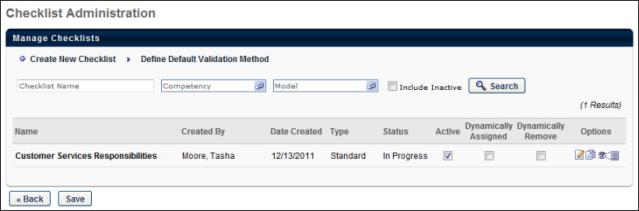 Checklist Administration
Manage Checklists
Create New Checklist › Define Default Validation Method
Checklist Name Competency Model Include Inactive Search
(1 Results)
Name Created By Date Created Type Status Active Dynamically Assigned Dynamically Remove Options
Customer Services Responsibilities Moore, Tasha 12/13/2011 Standard In Progress
« Back Save